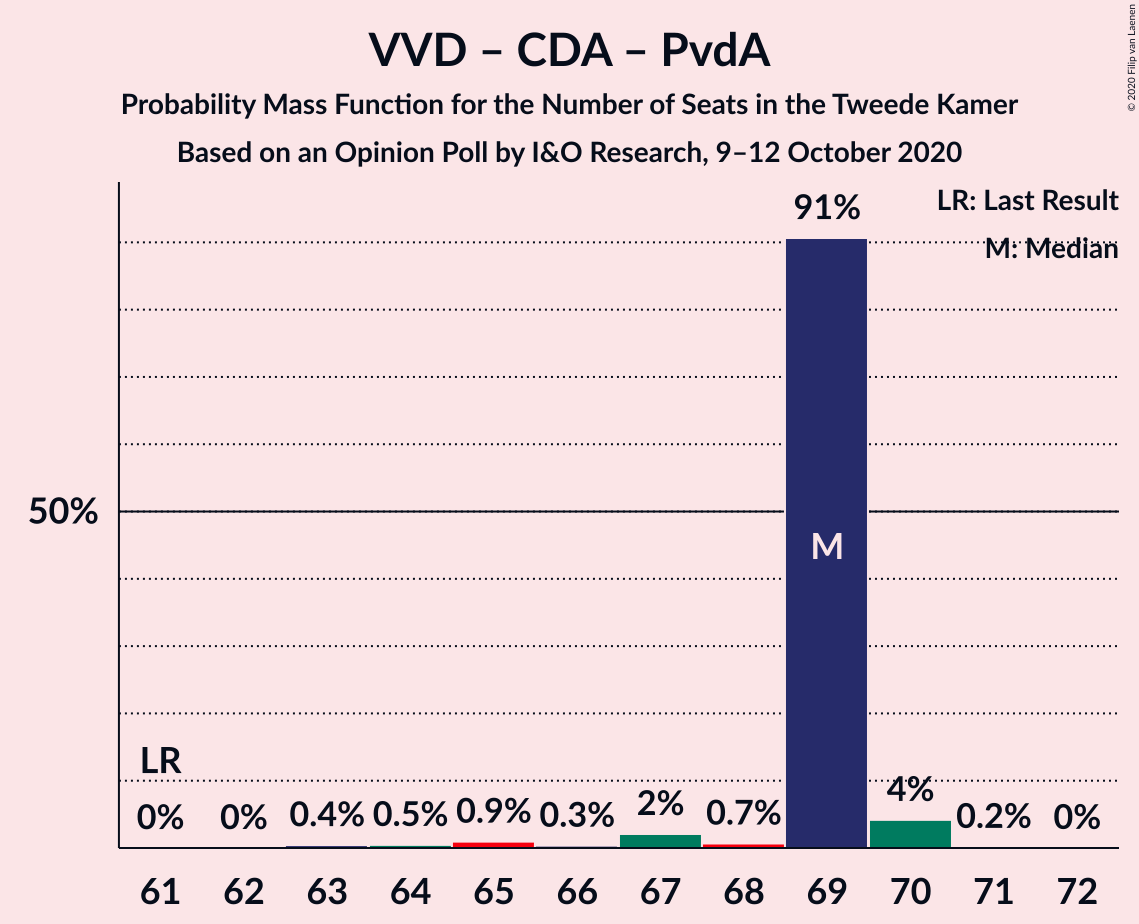 VVD – CDA – PvdA
Probability Mass Function for the Number of Seats in the Tweede Kamer
Based on an Opinion Poll by I&O Research, 9–12 October 2020
© 2020 Filip van Laenen
LR: Last Result
M: Median
91%
50%
M
LR
0% 0% 0.4% 0.5% 0.9% 0.3% 2% 0.7% 4% 0.2% 0%
61 62 63 64 65 66 67 68 69 70 71 72